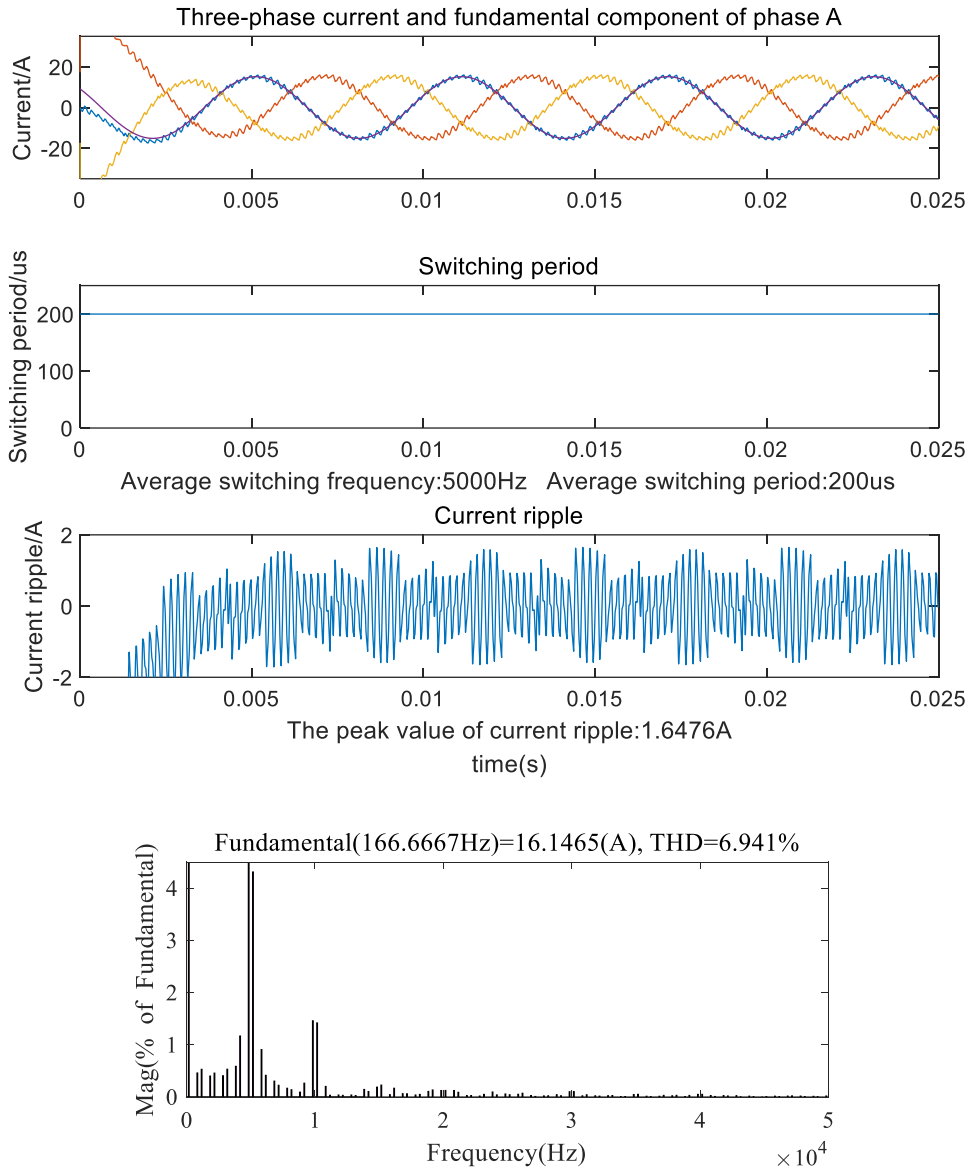 Three-phase current and fundamental component of phase A
Current/A
20
0
-20
0 0.005 0.01 0.015 0.02 0.025
Switching period
Switching period/us
200
100
0
0 0.005 0.01 0.015 0.02 0.025
Average switching frequency:5000Hz Average switching period:200us
Current ripple
Current ripple/A
2
0
-2
0 0.005 0.01 0.015 0.02 0.025
The peak value of current ripple:1.6476A
time(s)
Fundamental(166.6667Hz)=16.1465(A), THD=6.941%
Mag(% of Fundamental)
4
3
2
1
0
0 1 2 3 4 5
Frequency(Hz)
×10^4